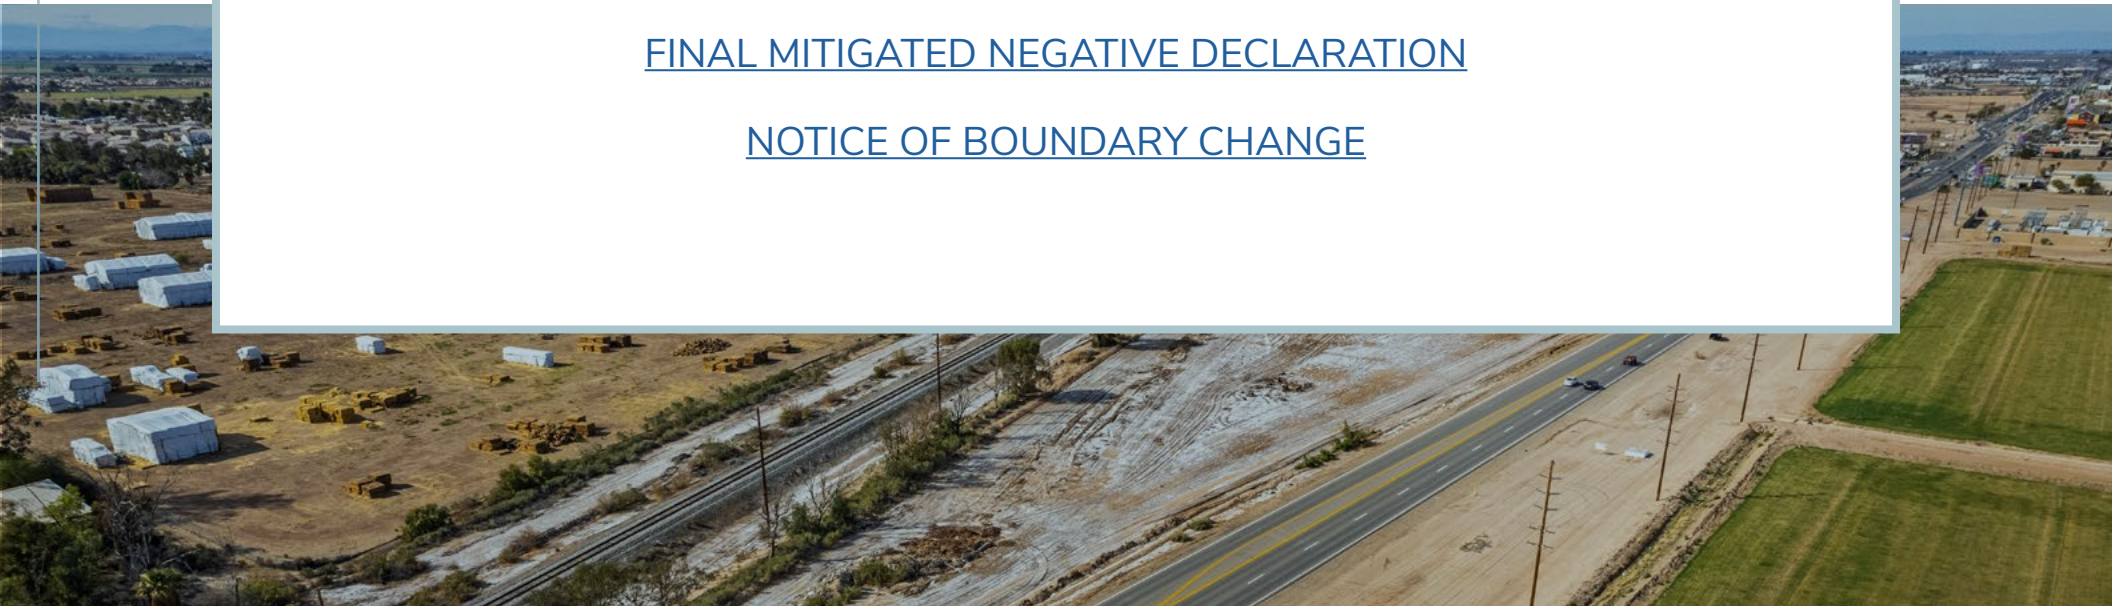 FINAL MITIGATED NEGATIVE DECLARATION
NOTICE OF BOUNDARY CHANGE